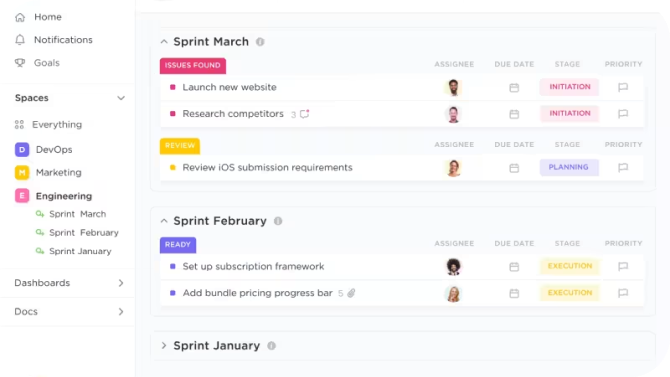 Home
Notifications
Goals
Spaces
Everything
D DevOps
M Marketing
E Engineering
Sprint March
Sprint February
Sprint January
Dashboards
Docs
Sprint March
ISSUES FOUND ASSIGNEE DUE DATE STAGE PRIORITY
Launch new website INITIATION
Research competitors 3 INITIATION
REVIEW ASSIGNEE DUE DATE STAGE PRIORITY
Review iOS submission requirements PLANNING
Sprint February
READY ASSIGNEE DUE DATE STAGE PRIORITY
Set up subscription framework EXECUTION
Add bundle pricing progress bar 5 EXECUTION
Sprint January